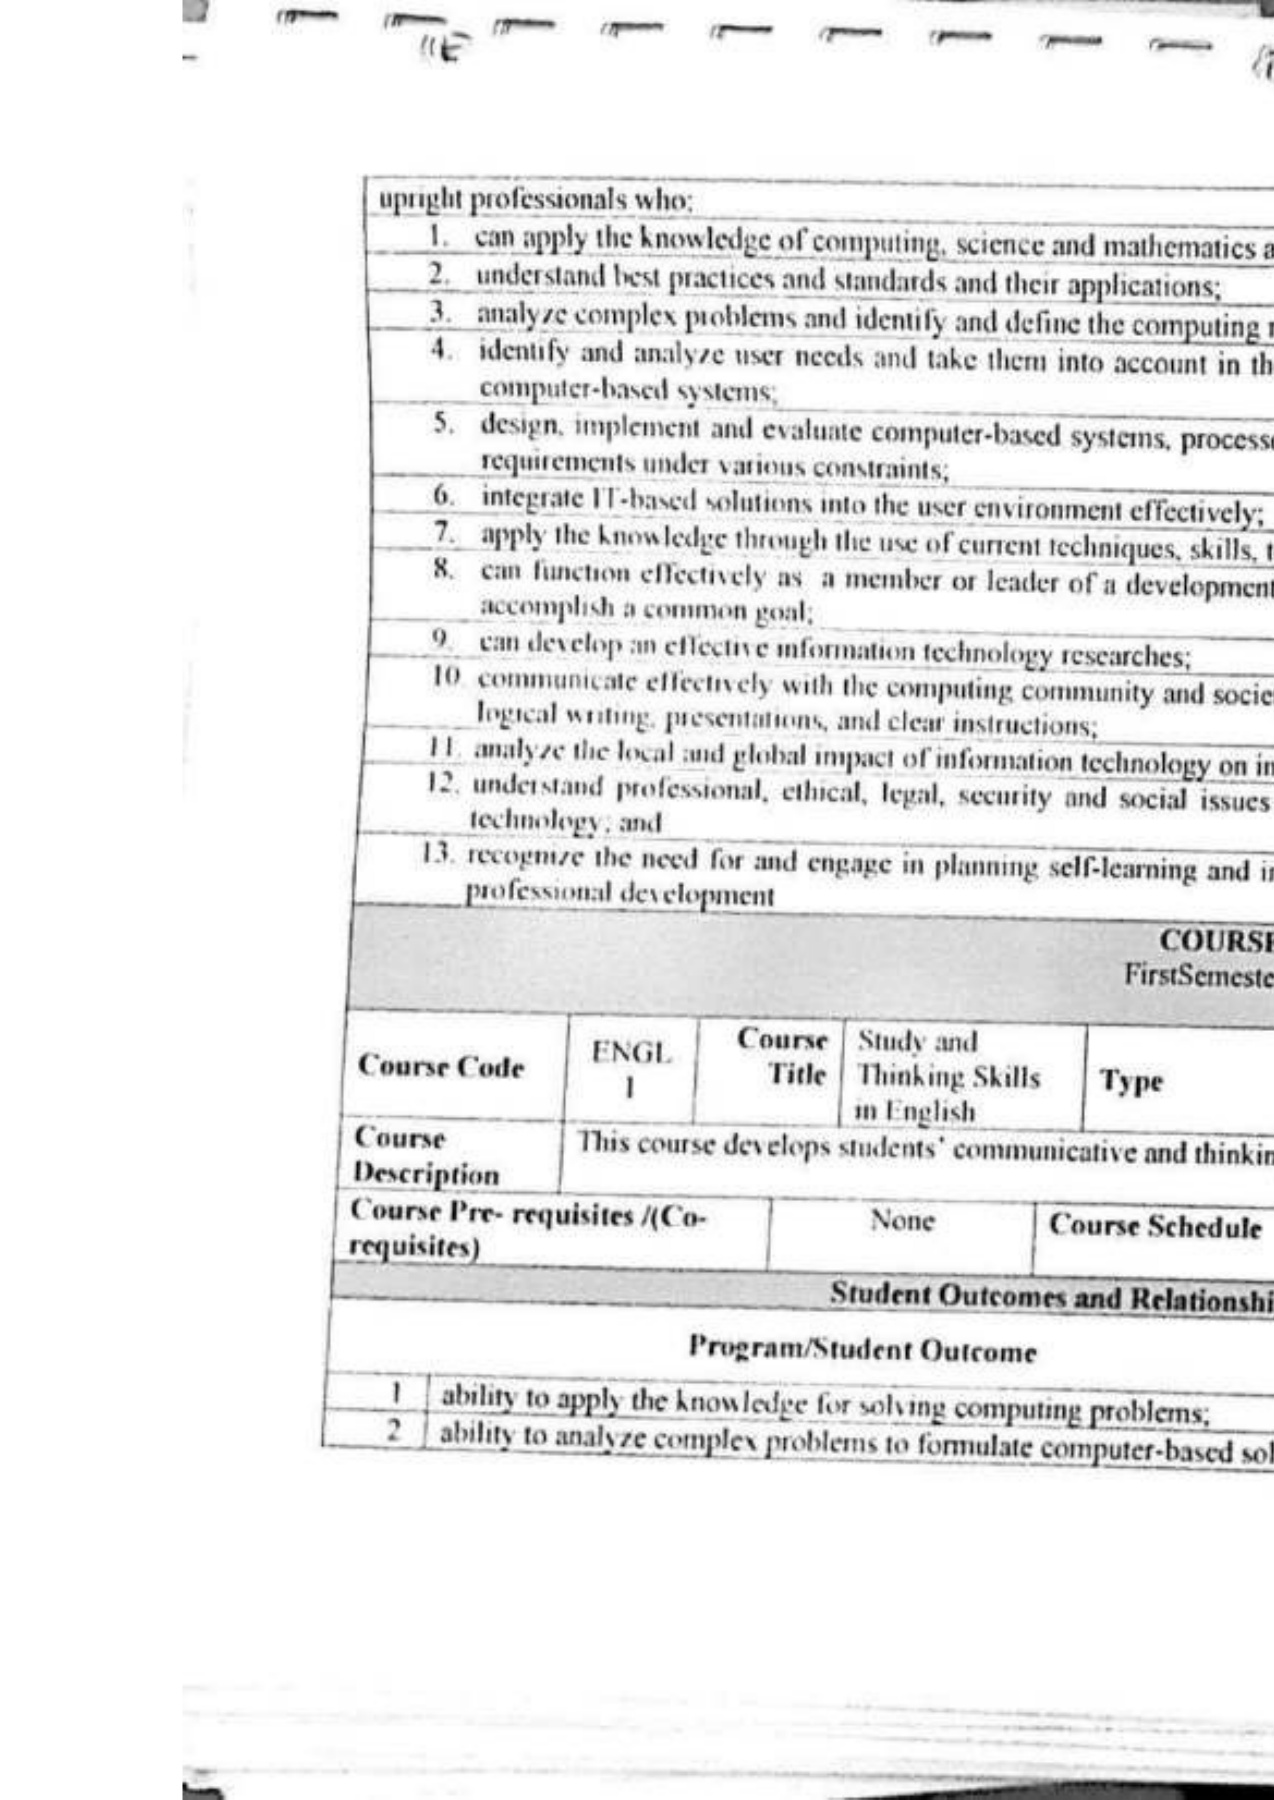 upright professionals who:
1. can apply the knowledge of computing, science and mathematics a
2. understand best practices and standards and their applications;
3. analyze complex problems and identify and define the computing
4. identify and analyze user needs and take them into account in th
computer-based systems;
5. design, implement and evaluate computer-based systems, processe
requirements under various constraints;
6. integrate IT-based solutions into the user environment effectively;
7. apply the knowledge through the use of current techniques, skills, t
8. can function effectively as a member or leader of a development
accomplish a common goal;
9. can develop an effective information technology researches;
10. communicate effectively with the computing community and socie
logical writing, presentations, and clear instructions;
11. analyze the local and global impact of information technology on in
12. understand professional, ethical, legal, security and social issues
technology; and
13. recognize the need for and engage in planning self-learning and i
professional development
COURSE
FirstSemeste
Course Code
ENGL
1
Course
Title
Study and
Thinking Skills
in English
Type
Course
Description
This course develops students' communicative and thinkin
Course Pre- requisites /(Co-
requisites)
None
Course Schedule
Student Outcomes and Relationshi
Program/Student Outcome
1 ability to apply the knowledge for solving computing problems;
2 ability to analyze complex problems to formulate computer-based sol